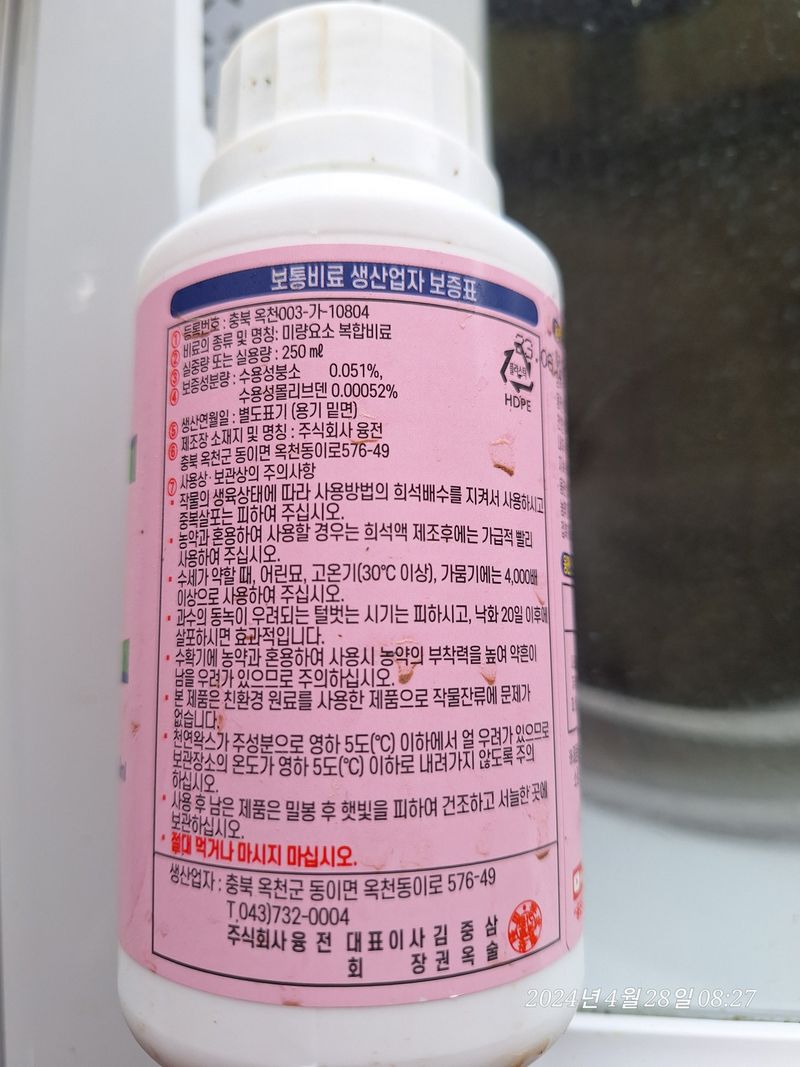 보통비료 생산업자 보증표
① 등록번호 : 충북 옥천003-가-10804
② 비료의 종류 및 명칭: 미량요소 복합비료
③ 실중량 또는 실용량 : 250 ㎖
④ 보증성분량 : 수용성붕소 0.051%,
수용성몰리브덴 0.00052%
⑤ 생산연월일 : 별도표기 (용기 밑면)
⑥ 제조장 소재지 및 명칭 : 주식회사 융전
충북 옥천군 동이면 옥천동이로576-49
⑦ 사용상·보관상의 주의사항
· 작물의 생육상태에 따라 사용방법의 희석배수를 지켜서 사용하시고
중복살포는 피하여 주십시오.
· 농약과 혼용하여 사용할 경우는 희석액 제조후에는 가급적 빨리
사용하여 주십시오.
· 수세가 약할 때, 어린묘, 고온기(30℃ 이상), 가뭄기에는 4,000배
이상으로 사용하여 주십시오.
· 과수의 동녹이 우려되는 털벗는 시기는 피하시고, 낙화 20일 이후에
살포하시면 효과적입니다.
· 수확기에 농약과 혼용하여 사용시 농약의 부착력을 높여 약흔이
남을 우려가 있으므로 주의하십시오.
· 본 제품은 친환경 원료를 사용한 제품으로 작물잔류에 문제가
없습니다.
· 천연왁스가 주성분으로 영하 5도(℃) 이하에서 얼 우려가 있으므로
보관장소의 온도가 영하 5도(℃) 이하로 내려가지 않도록 주의
하십시오.
· 사용 후 남은 제품은 밀봉 후 햇빛을 피하여 건조하고 서늘한 곳에
보관하십시오.
· 절대 먹거나 마시지 마십시오.
플라스틱
HDPE
생산업자 : 충북 옥천군 동이면 옥천동이로 576-49
T.043)732-0004
주식회사 융 전 대 표 이 사 김 중 삼
회 장 권 옥 술
2024년 4월 28일 08:27